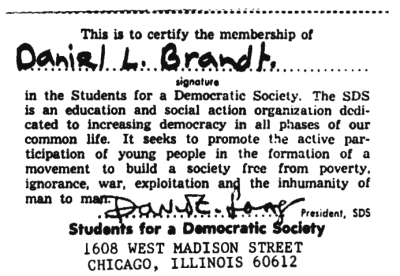 This is to certify the membership of
Daniel L. Brandt.
signature
in the Students for a Democratic Society. The SDS
is an education and social action organization dedi-
cated to increasing democracy in all phases of our
common life. It seeks to promote the active par-
ticipation of young people in the formation of a
movement to build a society free from poverty,
ignorance, war, exploitation and the inhumanity of
man to man.
President, SDS
Students for a Democratic Society
1608 WEST MADISON STREET
CHICAGO, ILLINOIS 60612